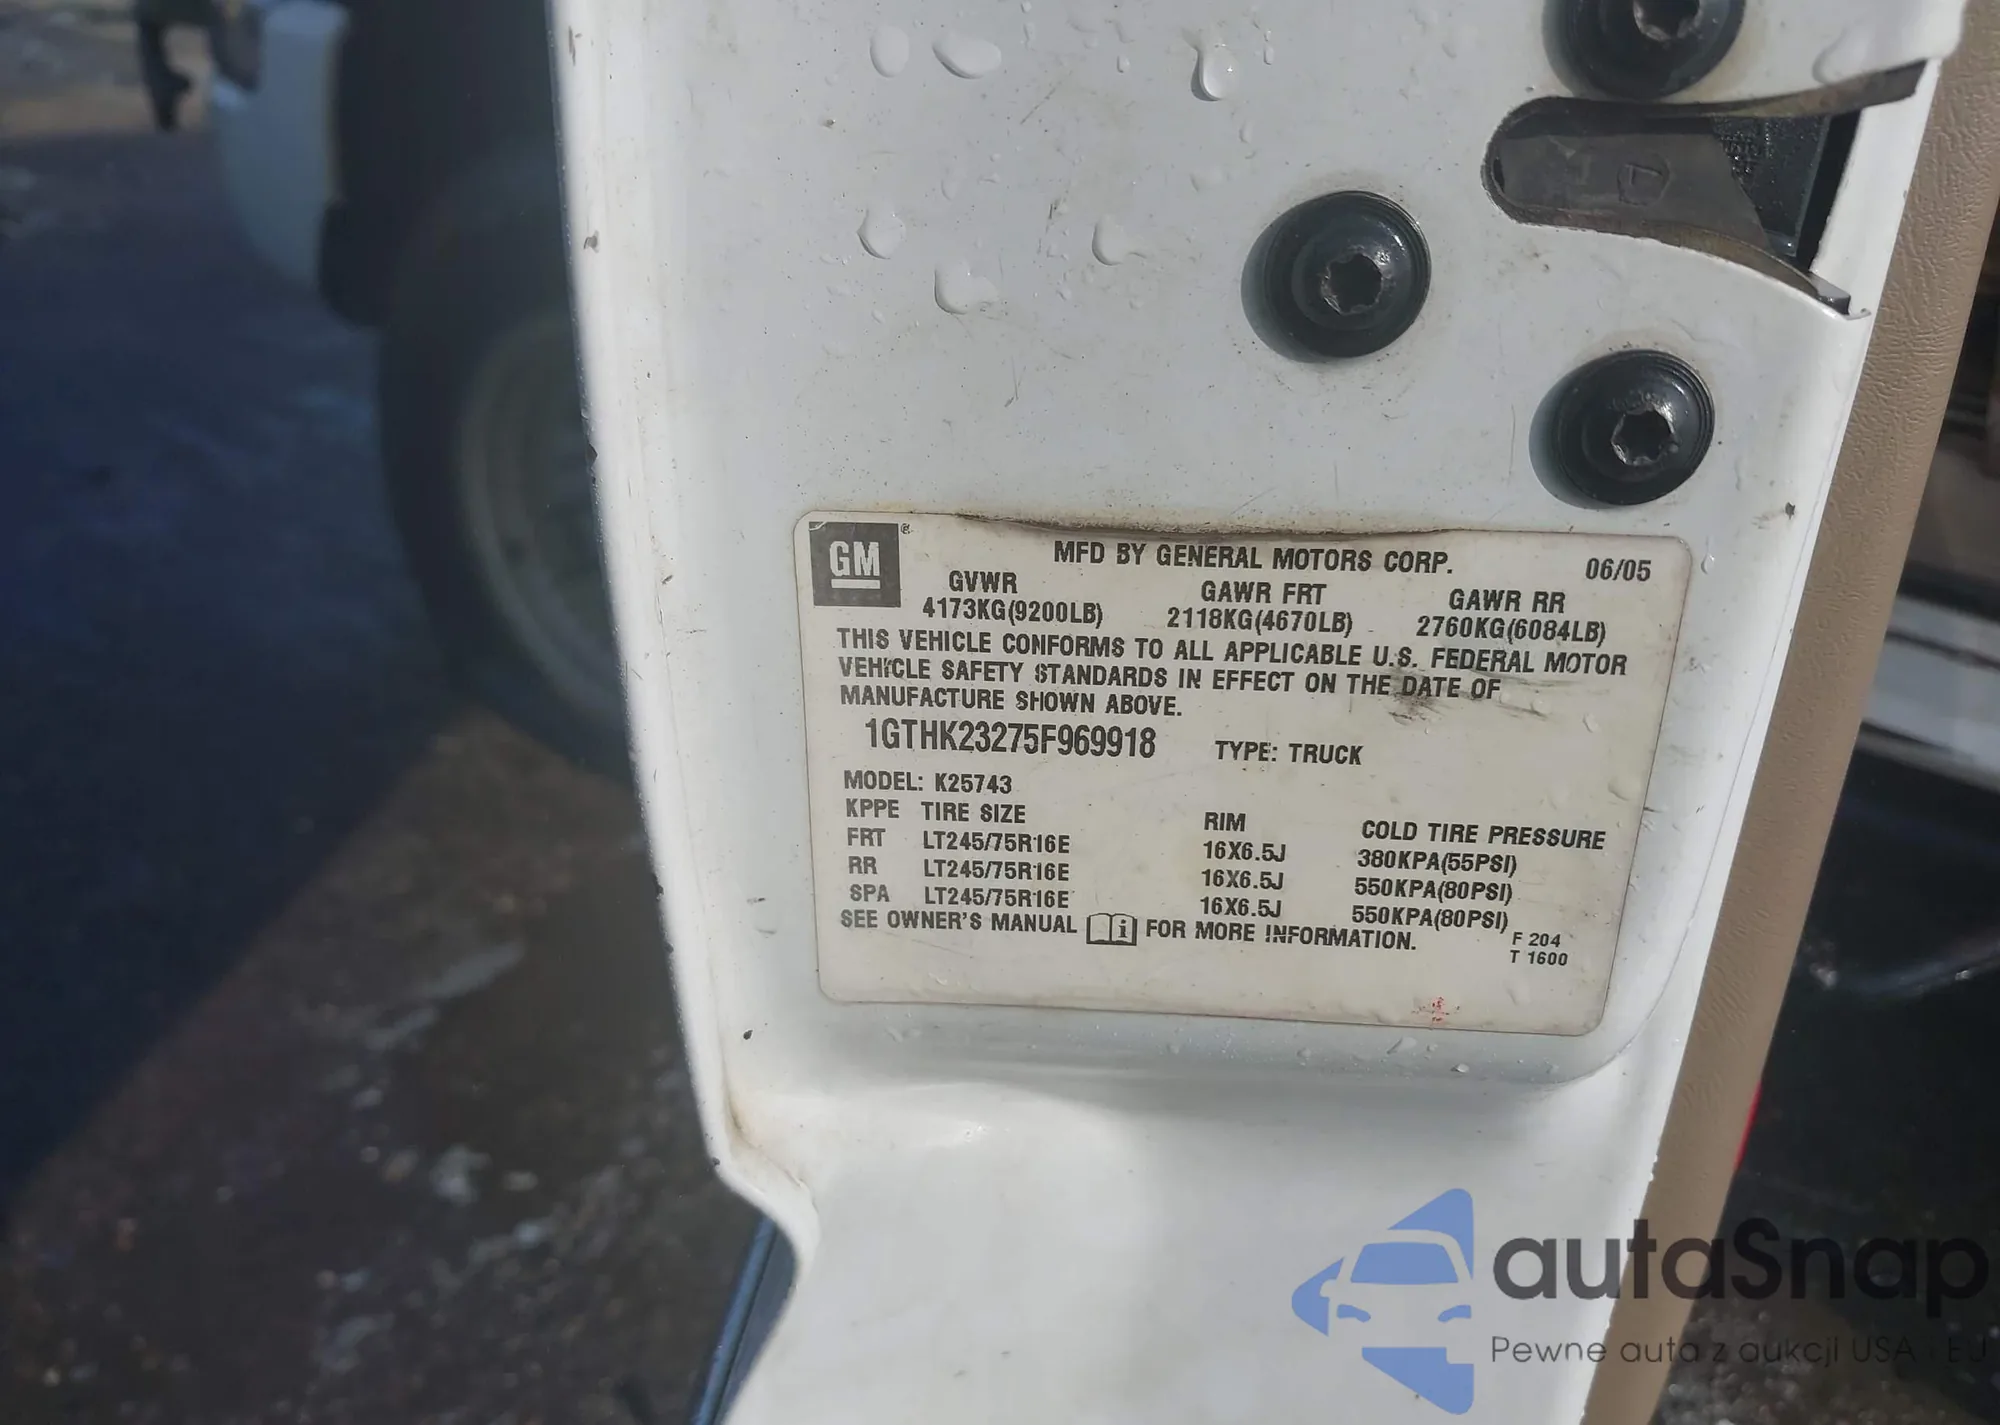 GM ® MFD BY GENERAL MOTORS CORP. 06/05
GVWR GAWR FRT GAWR RR
4173KG(9200LB) 2118KG(4670LB) 2760KG(6084LB)
THIS VEHICLE CONFORMS TO ALL APPLICABLE U.S. FEDERAL MOTOR
VEHICLE SAFETY STANDARDS IN EFFECT ON THE DATE OF
MANUFACTURE SHOWN ABOVE.
1GTHK23275F969918 TYPE: TRUCK
MODEL: K25743
KPPE TIRE SIZE RIM COLD TIRE PRESSURE
FRT LT245/75R16E 16X6.5J 380KPA(55PSI)
RR LT245/75R16E 16X6.5J 550KPA(80PSI)
SPA LT245/75R16E 16X6.5J 550KPA(80PSI)
SEE OWNER'S MANUAL i FOR MORE INFORMATION.
F 204
T 1600
autaSnap
Pewne auta z aukcji USA i EU